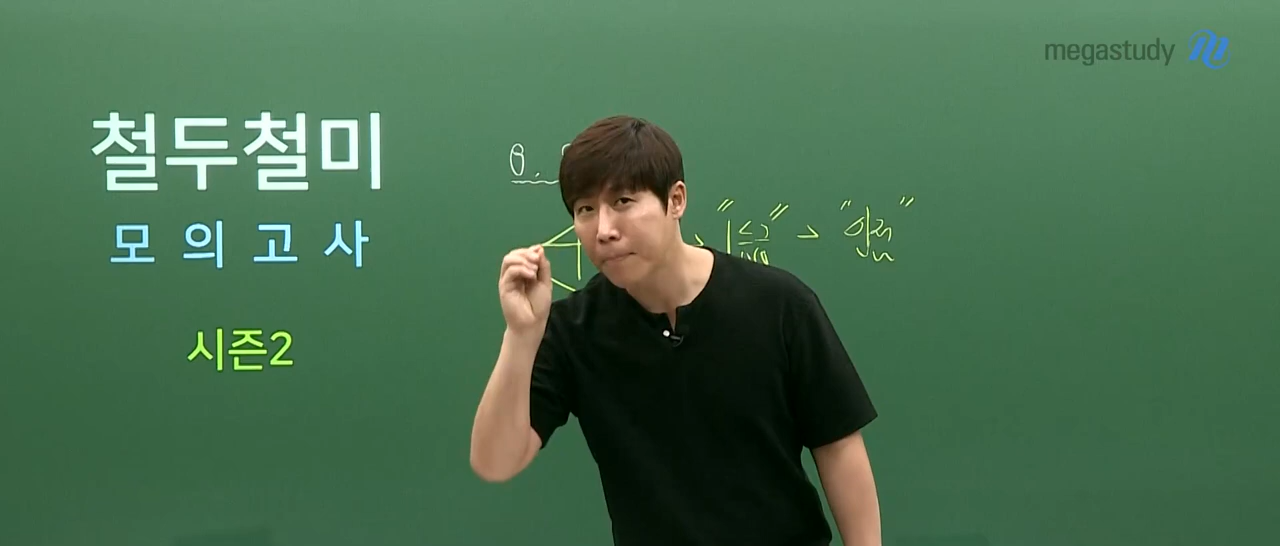 megastudy
철두철미
모 의 고 사
시즌2
θ,